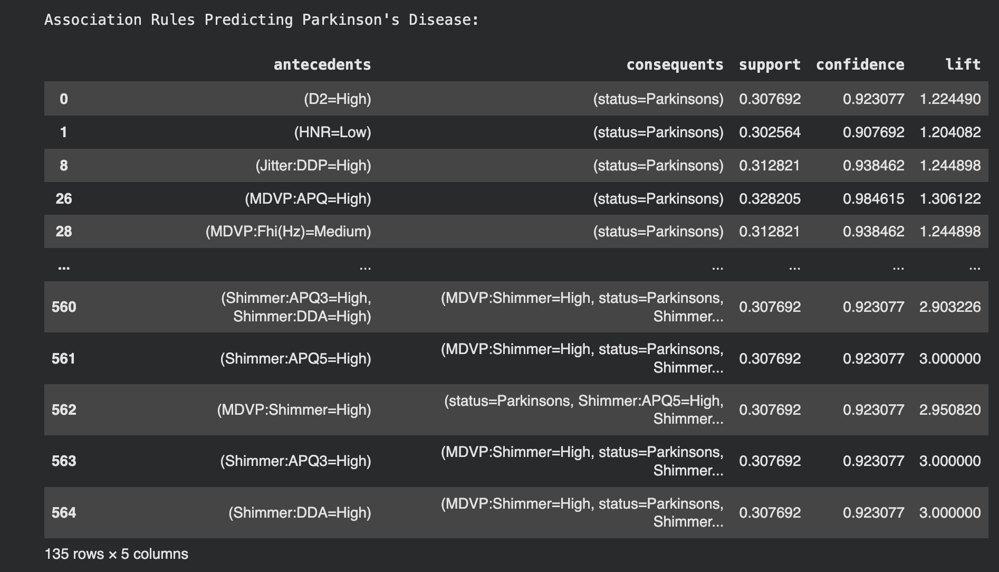 Association Rules Predicting Parkinson's Disease:
antecedents consequents support confidence lift
0 (D2=High) (status=Parkinsons) 0.307692 0.923077 1.224490
1 (HNR=Low) (status=Parkinsons) 0.302564 0.907692 1.204082
8 (Jitter:DDP=High) (status=Parkinsons) 0.312821 0.938462 1.244898
26 (MDVP:APQ=High) (status=Parkinsons) 0.328205 0.984615 1.306122
28 (MDVP:Fhi(Hz)=Medium) (status=Parkinsons) 0.312821 0.938462 1.244898
... ... ... ... ... ...
(Shimmer:APQ3=High, (MDVP:Shimmer=High, status=Parkinsons,
560 Shimmer:DDA=High) Shimmer... 0.307692 0.923077 2.903226
(MDVP:Shimmer=High, status=Parkinsons,
561 (Shimmer:APQ5=High) Shimmer... 0.307692 0.923077 3.000000
(status=Parkinsons, Shimmer:APQ5=High,
562 (MDVP:Shimmer=High) Shimmer... 0.307692 0.923077 2.950820
(MDVP:Shimmer=High, status=Parkinsons,
563 (Shimmer:APQ3=High) Shimmer... 0.307692 0.923077 3.000000
(MDVP:Shimmer=High, status=Parkinsons,
564 (Shimmer:DDA=High) Shimmer... 0.307692 0.923077 3.000000
135 rows × 5 columns